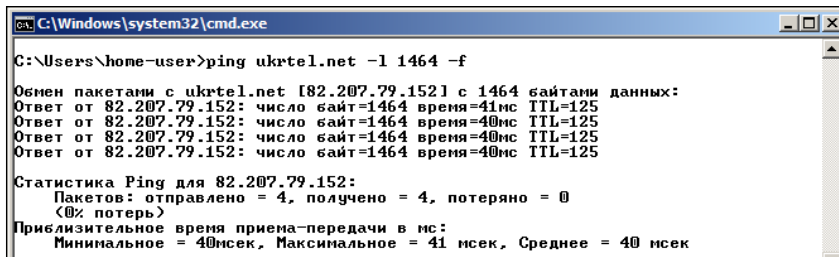 C:\Windows\system32\cmd.exe
C:\Users\home-user>ping ukrtel.net -l 1464 -f
Обмен пакетами с ukrtel.net [82.207.79.152] с 1464 байтами данных:
Ответ от 82.207.79.152: число байт=1464 время=41мс TTL=125
Ответ от 82.207.79.152: число байт=1464 время=40мс TTL=125
Ответ от 82.207.79.152: число байт=1464 время=40мс TTL=125
Ответ от 82.207.79.152: число байт=1464 время=40мс TTL=125
Статистика Ping для 82.207.79.152:
Пакетов: отправлено = 4, получено = 4, потеряно = 0
(0% потерь)
Приблизительное время приема-передачи в мс:
Минимальное = 40мсек, Максимальное = 41 мсек, Среднее = 40 мсек